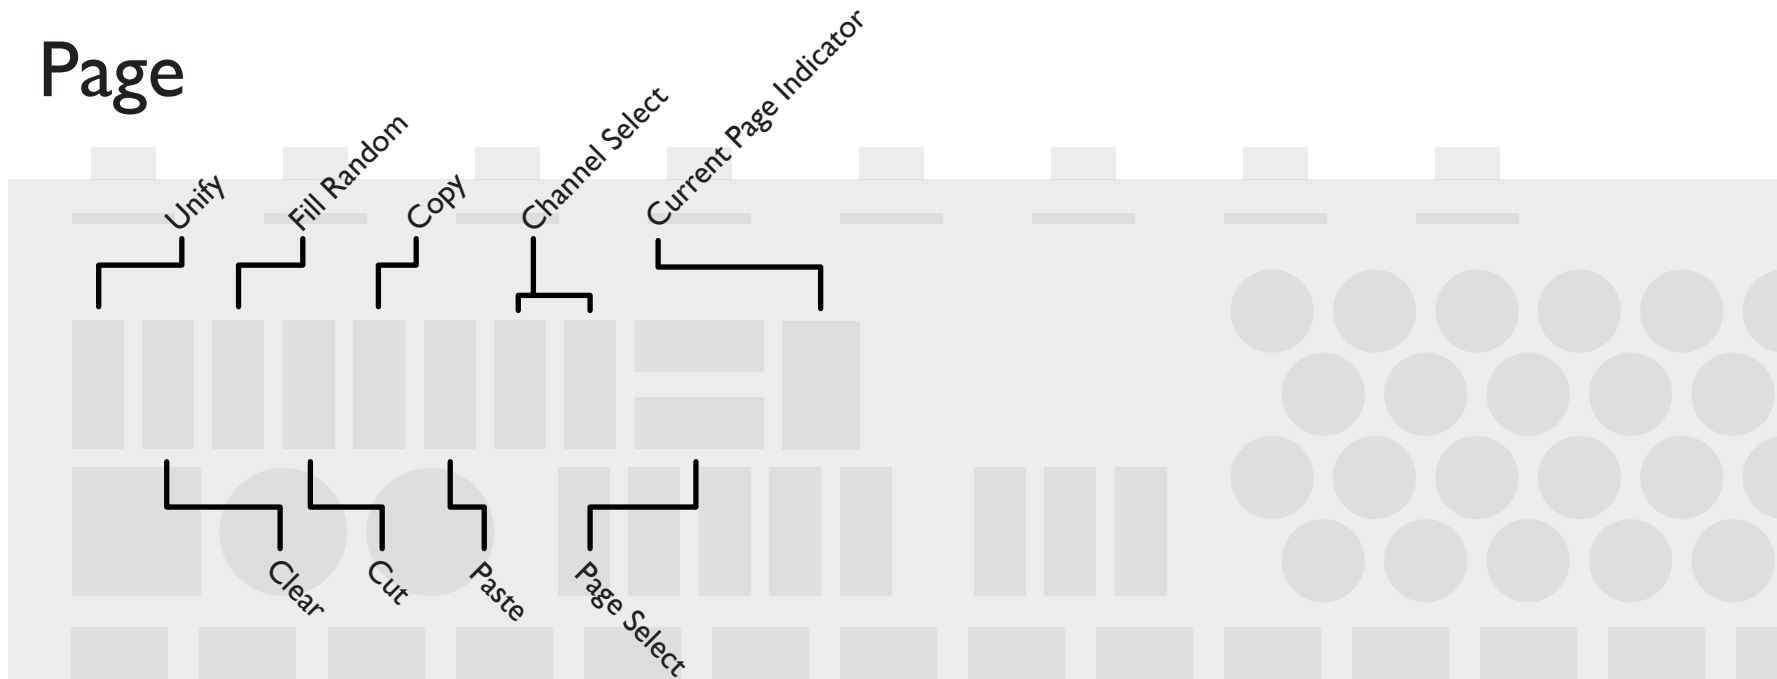 Page
Unify
Fill Random
Copy
Channel Select
Current Page Indicator
Clear
Cut
Paste
Page Select